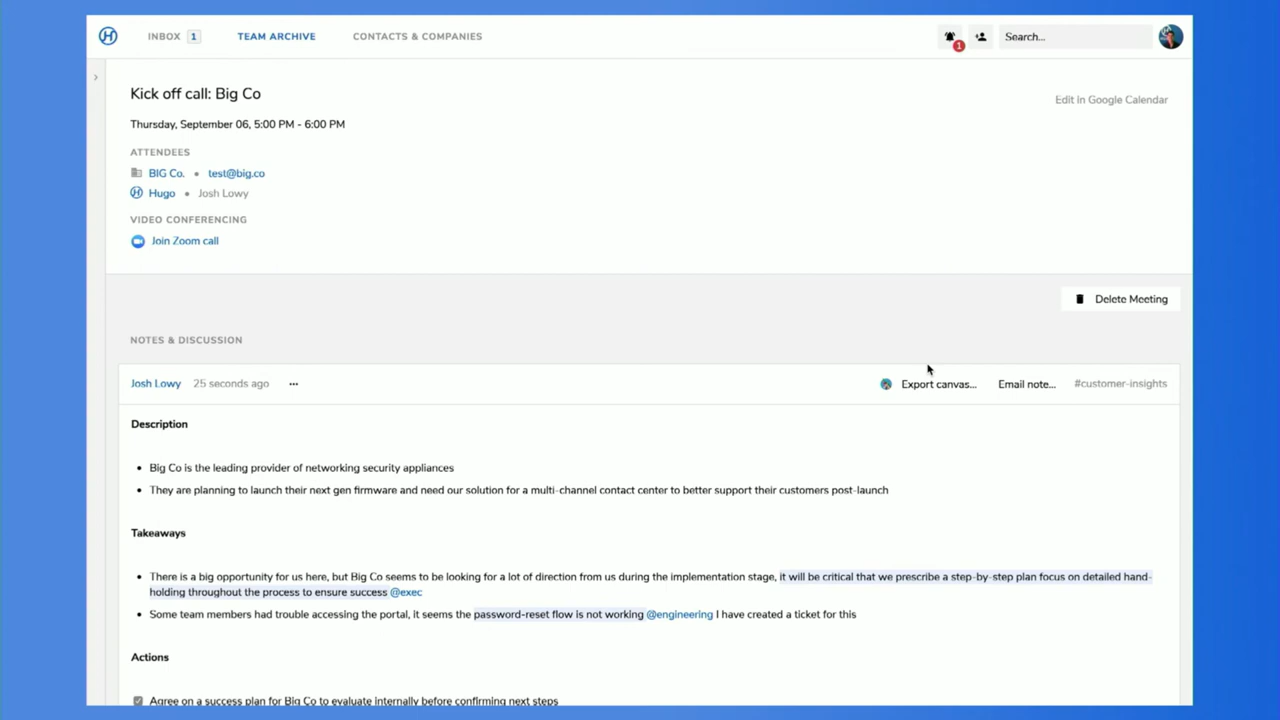 INBOX 1 TEAM ARCHIVE CONTACTS & COMPANIES 1 Search...
Kick off call: Big Co
Edit in Google Calendar
Thursday, September 06, 5:00 PM - 6:00 PM
ATTENDEES
BIG Co. • test@big.co
Hugo • Josh Lowy
VIDEO CONFERENCING
Join Zoom call
Delete Meeting
NOTES & DISCUSSION
Josh Lowy 25 seconds ago ••• Export canvas... Email note... #customer-insights
Description
• Big Co is the leading provider of networking security appliances
• They are planning to launch their next gen firmware and need our solution for a multi-channel contact center to better support their customers post-launch
Takeaways
• There is a big opportunity for us here, but Big Co seems to be looking for a lot of direction from us during the implementation stage, it will be critical that we prescribe a step-by-step plan focus on detailed hand-
holding throughout the process to ensure success @exec
• Some team members had trouble accessing the portal, it seems the password-reset flow is not working @engineering I have created a ticket for this
Actions
Agree on a success plan for Big Co to evaluate internally before confirming next steps